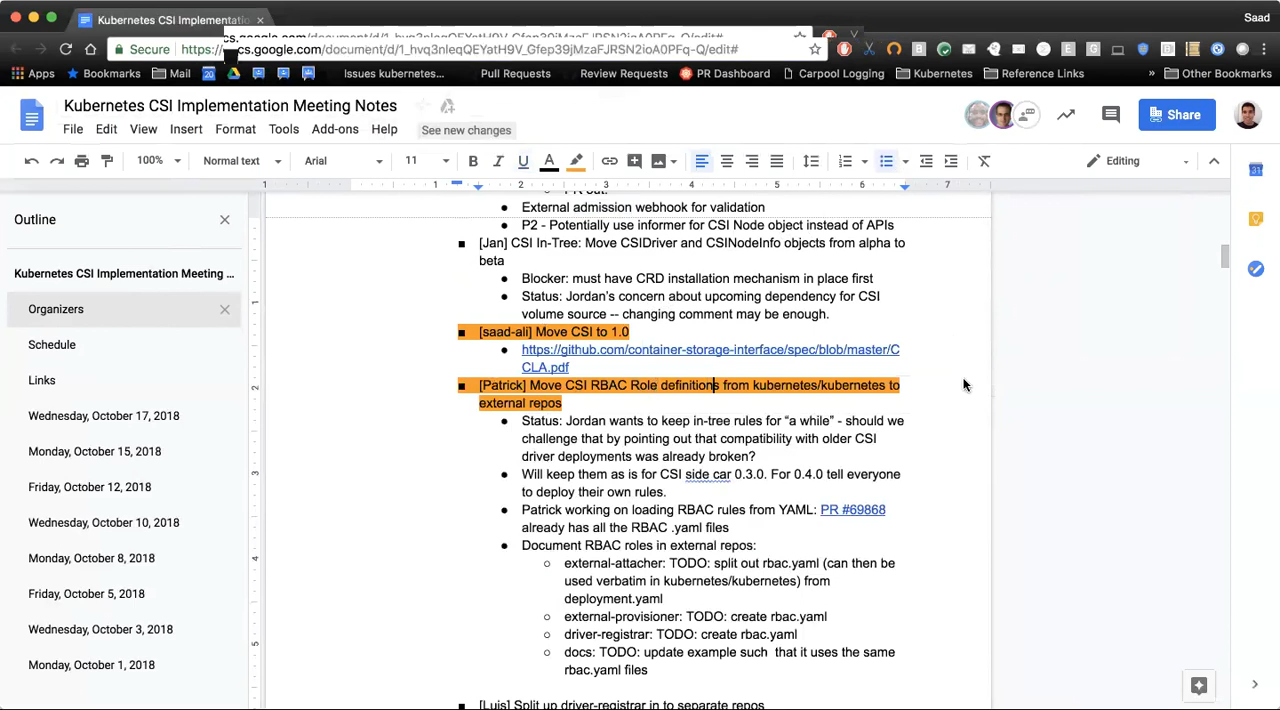 Kubernetes CSI Implementatio
Saad
Secure
https://
cs.google.com/document/d/1_hvq3nleqQEYatH9V_Gfep39jMzaFJRSN2ioA0PFq-Q/edit#
Apps
Bookmarks
Mail
Issues kubernetes...
Pull Requests
Review Requests
PR Dashboard
Carpool Logging
Kubernetes
Reference Links
»
Other Bookmarks
Kubernetes CSI Implementation Meeting Notes
File Edit View Insert Format Tools Add-ons Help
See new changes
Share
100%
Normal text
Arial
11
Editing
1 1 2 3 4 5 6 7
Outline
Kubernetes CSI Implementation Meeting ...
Organizers
Schedule
Links
Wednesday, October 17, 2018
Monday, October 15, 2018
Friday, October 12, 2018
Wednesday, October 10, 2018
Monday, October 8, 2018
Friday, October 5, 2018
Wednesday, October 3, 2018
Monday, October 1, 2018
PR out.
External admission webhook for validation
P2 - Potentially use informer for CSI Node object instead of APIs
[Jan] CSI In-Tree: Move CSIDriver and CSINodeInfo objects from alpha to
beta
Blocker: must have CRD installation mechanism in place first
Status: Jordan's concern about upcoming dependency for CSI
volume source -- changing comment may be enough.
[saad-ali] Move CSI to 1.0
https://github.com/container-storage-interface/spec/blob/master/C
CLA.pdf
[Patrick] Move CSI RBAC Role definitions from kubernetes/kubernetes to
external repos
Status: Jordan wants to keep in-tree rules for “a while” - should we
challenge that by pointing out that compatibility with older CSI
driver deployments was already broken?
Will keep them as is for CSI side car 0.3.0. For 0.4.0 tell everyone
to deploy their own rules.
Patrick working on loading RBAC rules from YAML: PR #69868
already has all the RBAC .yaml files
Document RBAC roles in external repos:
external-attacher: TODO: split out rbac.yaml (can then be
used verbatim in kubernetes/kubernetes) from
deployment.yaml
external-provisioner: TODO: create rbac.yaml
driver-registrar: TODO: create rbac.yaml
docs: TODO: update example such that it uses the same
rbac.yaml files
[Luis] Split up driver-registrar in to separate repos